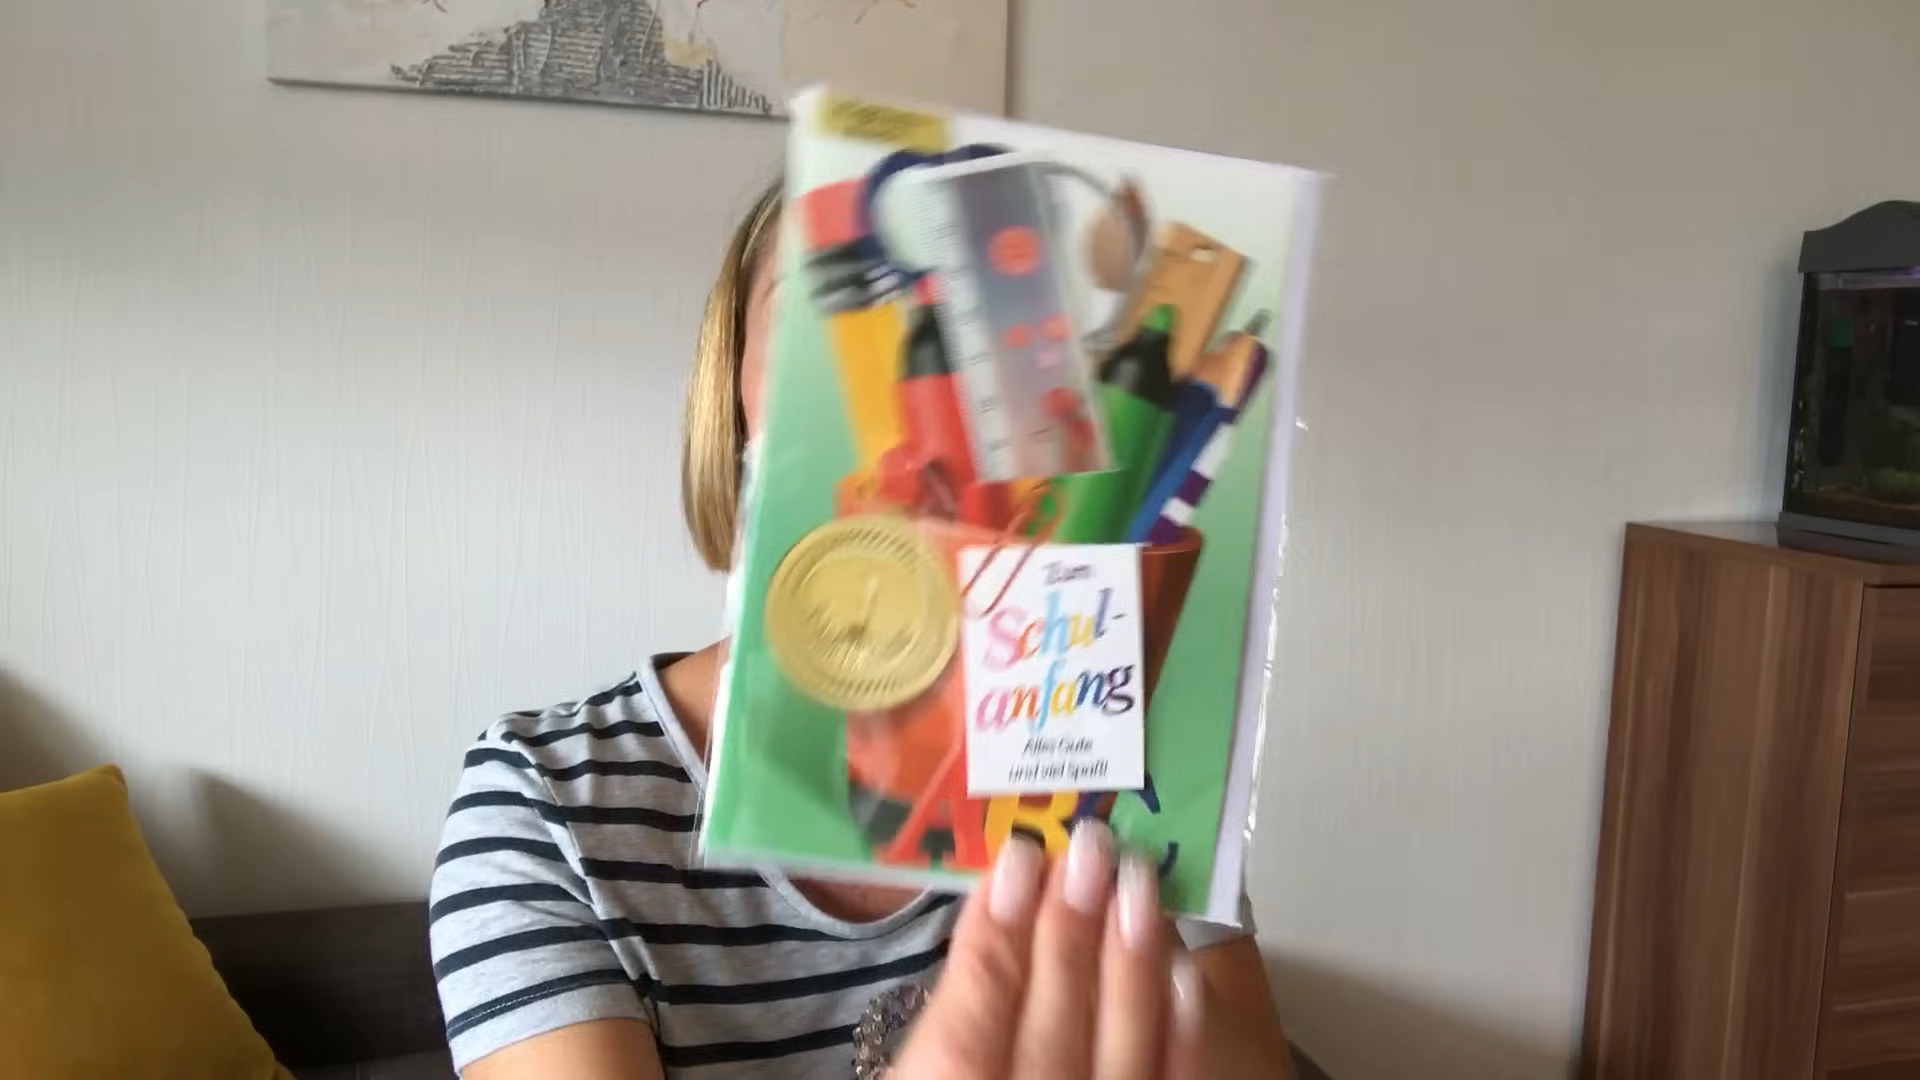 Zum
Schul-
anfang
Alles Gute
und viel Spaß!
ABC